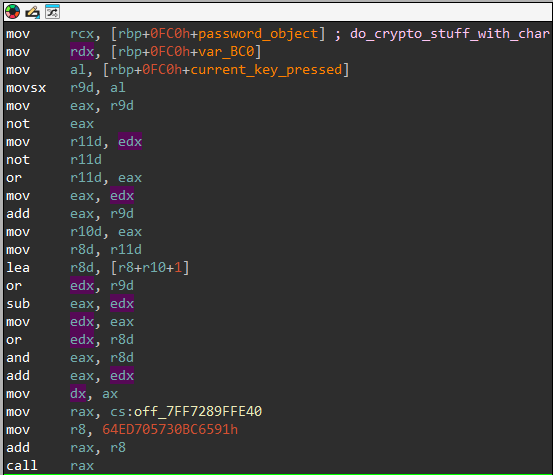 mov rcx, [rbp+0FC0h+password_object] ; do_crypto_stuff_with_char
mov rdx, [rbp+0FC0h+var_BC0]
mov al, [rbp+0FC0h+current_key_pressed]
movsx r9d, al
mov eax, r9d
not eax
mov r11d, edx
not r11d
or r11d, eax
mov eax, edx
add eax, r9d
mov r10d, eax
mov r8d, r11d
lea r8d, [r8+r10+1]
or edx, r9d
sub eax, edx
mov edx, eax
or edx, r8d
and eax, r8d
add eax, edx
mov dx, ax
mov rax, cs:off_7FF7289FFE40
mov r8, 64ED705730BC6591h
add rax, r8
call rax